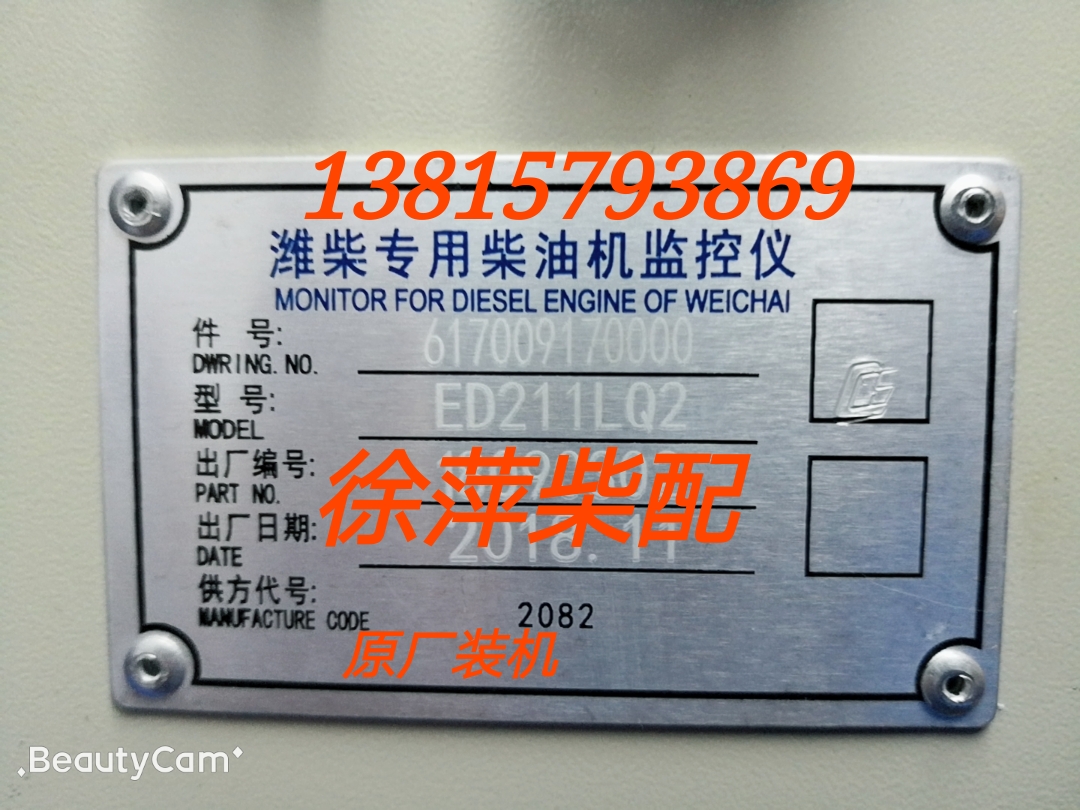 13815793869
潍柴专用柴油机监控仪
MONITOR FOR DIESEL ENGINE OF WEICHAI
件 号: 617009170000
DWRING.NO.
型 号: ED211LQ2
MODEL
出厂编号:
PART NO.
徐萍柴配
出厂日期: 2018.11
DATE
供方代号:
MANUFACTURE CODE 2082
原厂装机
BeautyCam